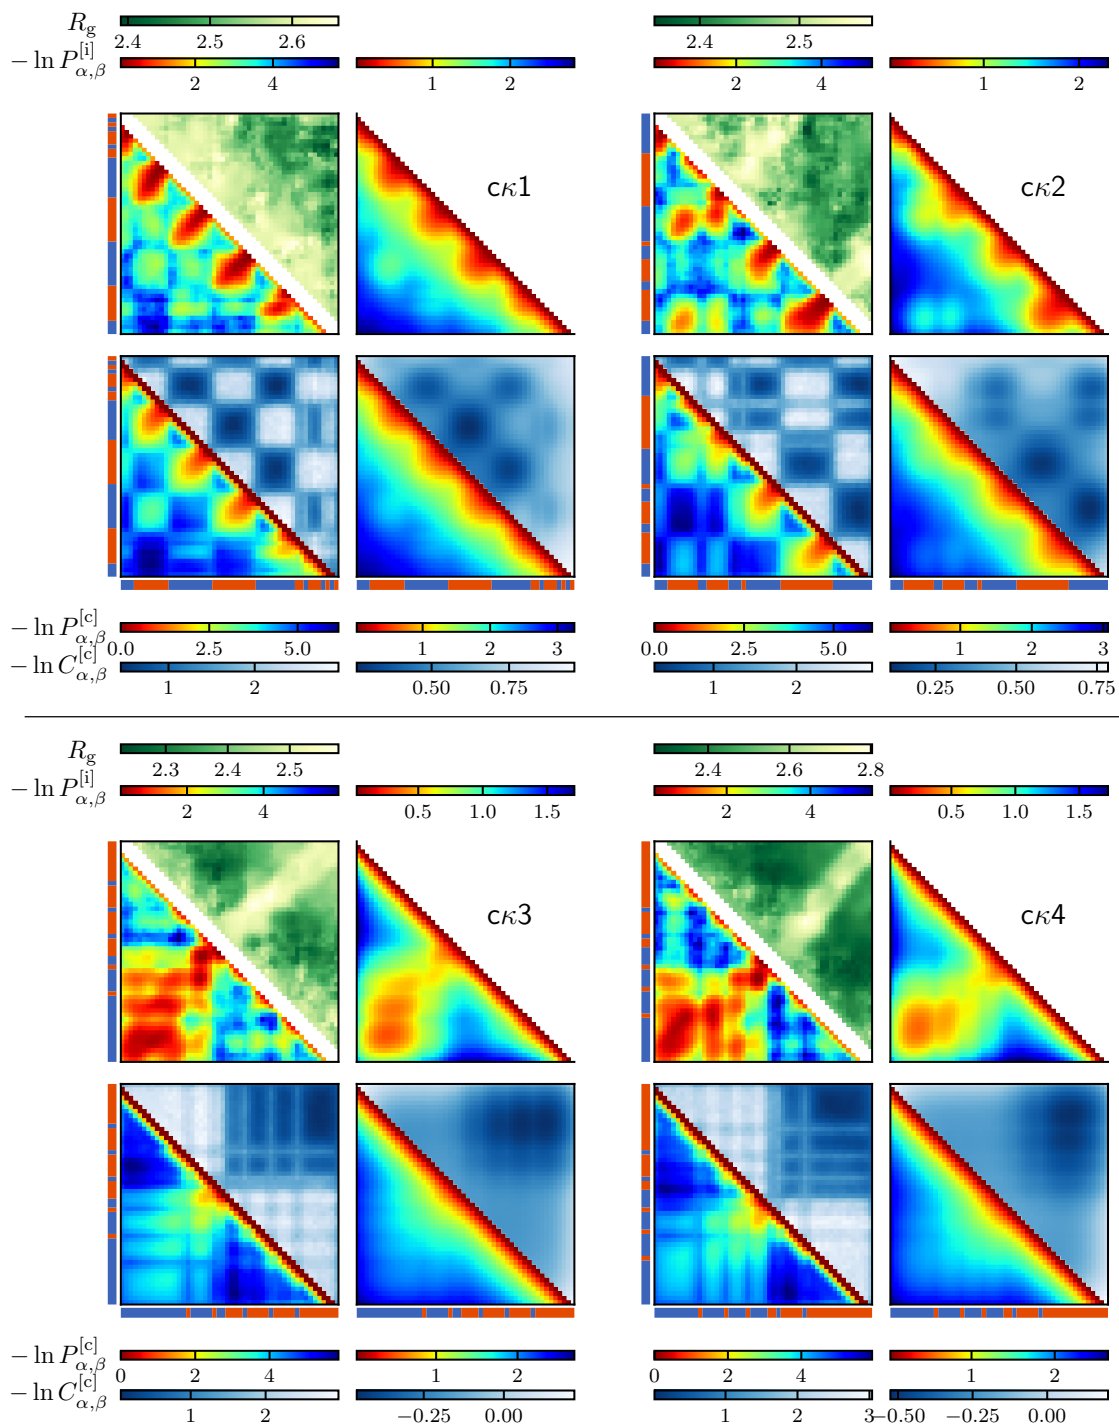 R_g
2.4 2.5 2.6 2.4 2.5
− ln P^{[i]}_{α,β}
2 4 1 2 2 4 1 2
cκ1 cκ2
− ln P^{[c]}_{α,β}
0.0 2.5 5.0 1 2 3 0.0 2.5 5.0 1 2 3
− ln C^{[c]}_{α,β}
1 2 0.50 0.75 1 2 0.25 0.50 0.75
R_g
2.3 2.4 2.5 2.4 2.6 2.8
− ln P^{[i]}_{α,β}
2 4 0.5 1.0 1.5 2 4 0.5 1.0 1.5
cκ3 cκ4
− ln P^{[c]}_{α,β}
0 2 4 1 2 0 2 4 1 2
− ln C^{[c]}_{α,β}
1 2 −0.25 0.00 1 2 3 −0.50 −0.25 0.00